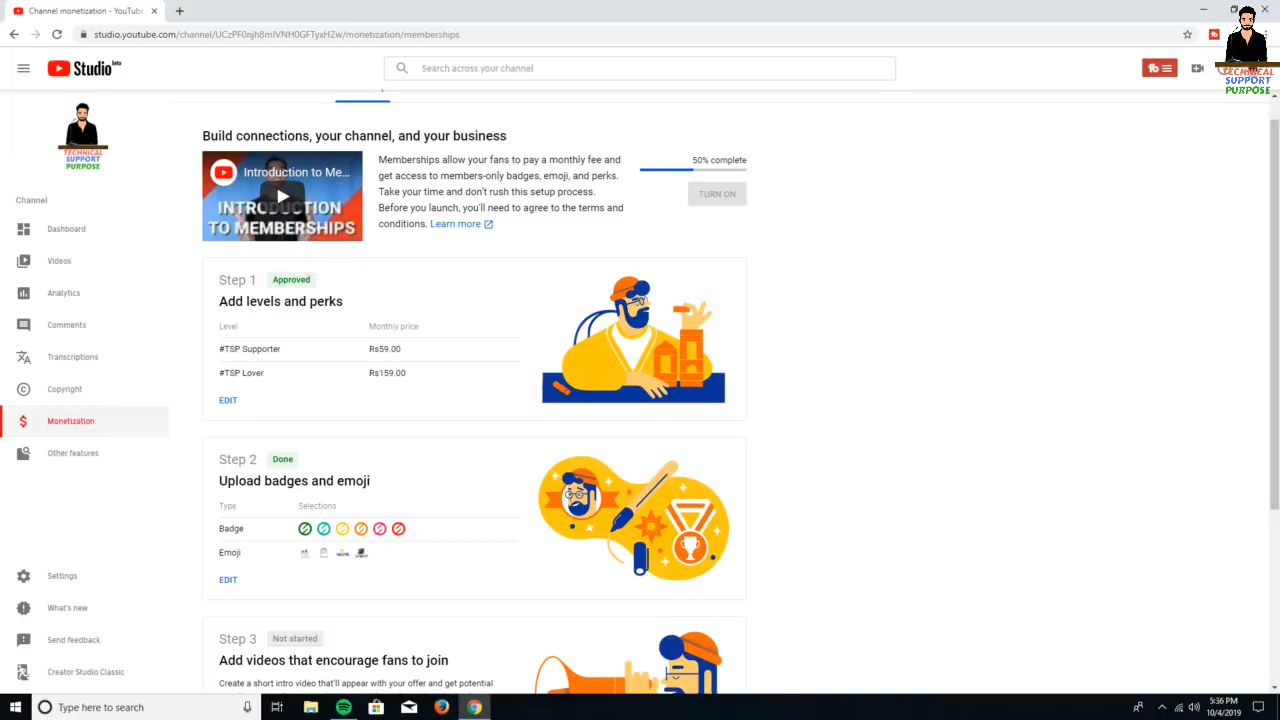 Channel monetization - YouTu
studio.youtube.com/channel/UCzPF0njh8mIVNH0GFTyxHZw/monetization/memberships
Studio beta
Search across your channel
TECHNICAL
SUPPORT
PURPOSE
TECHNICAL
SUPPORT
PURPOSE
Channel
Dashboard
Videos
Analytics
Comments
Transcriptions
Copyright
Monetization
Other features
Settings
What's new
Send feedback
Creator Studio Classic
Build connections, your channel, and your business
Introduction to Me...
INTRODUCTION
TO MEMBERSHIPS
Memberships allow your fans to pay a monthly fee and
get access to members-only badges, emoji, and perks.
Take your time and don't rush this setup process.
Before you launch, you'll need to agree to the terms and
conditions. Learn more
50% complete
TURN ON
Step 1 Approved
Add levels and perks
Level Monthly price
#TSP Supporter Rs59.00
#TSP Lover Rs159.00
EDIT
Step 2 Done
Upload badges and emoji
Type Selections
Badge
Emoji
EDIT
Step 3 Not started
Add videos that encourage fans to join
Create a short intro video that'll appear with your offer and get potential
Type here to search
5:36 PM
10/4/2019